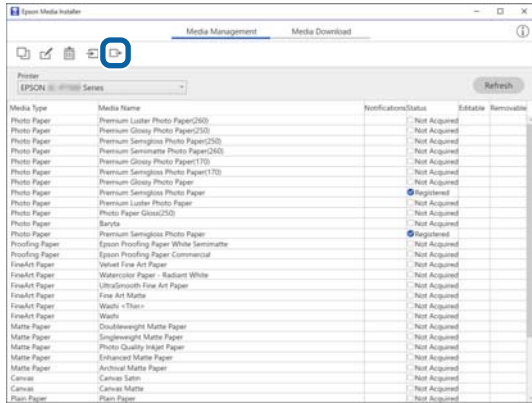 Epson Media Installer
Media Management Media Download
Printer
EPSON Series
Refresh
Media Type Media Name Notifications Status Editable Removable
Photo Paper Premium Luster Photo Paper(260) Not Acquired
Photo Paper Premium Glossy Photo Paper(250) Not Acquired
Photo Paper Premium Semigloss Photo Paper(250) Not Acquired
Photo Paper Premium Semimatte Photo Paper(260) Not Acquired
Photo Paper Premium Glossy Photo Paper(170) Not Acquired
Photo Paper Premium Semigloss Photo Paper(170) Not Acquired
Photo Paper Premium Glossy Photo Paper Not Acquired
Photo Paper Premium Semigloss Photo Paper Registered
Photo Paper Premium Luster Photo Paper Not Acquired
Photo Paper Photo Paper Gloss(250) Not Acquired
Photo Paper Baryta Not Acquired
Photo Paper Premium Semigloss Photo Paper Registered
Proofing Paper Epson Proofing Paper White Semimatte Not Acquired
Proofing Paper Epson Proofing Paper Commercial Not Acquired
FineArt Paper Velvet Fine Art Paper Not Acquired
FineArt Paper Watercolor Paper - Radiant White Not Acquired
FineArt Paper UltraSmooth Fine Art Paper Not Acquired
FineArt Paper Fine Art Matte Not Acquired
FineArt Paper Washi <Thin> Not Acquired
FineArt Paper Washi Not Acquired
Matte Paper Doubleweight Matte Paper Not Acquired
Matte Paper Singleweight Matte Paper Not Acquired
Matte Paper Photo Quality Inkjet Paper Not Acquired
Matte Paper Enhanced Matte Paper Not Acquired
Matte Paper Archival Matte Paper Not Acquired
Canvas Canvas Satin Not Acquired
Canvas Canvas Matte Not Acquired
Plain Paper Plain Paper Not Acquired